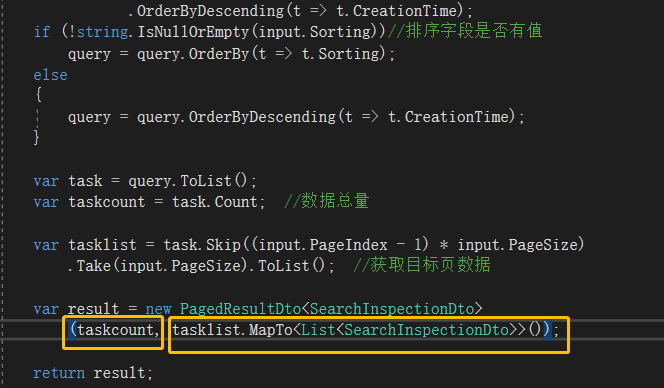 .OrderByDescending(t => t.CreationTime);
if (!string.IsNullOrEmpty(input.Sorting))//排序字段是否有值
query = query.OrderBy(t => t.Sorting);
else
{
query = query.OrderByDescending(t => t.CreationTime);
}
var task = query.ToList();
var taskcount = task.Count; //数据总量
var tasklist = task.Skip((input.PageIndex - 1) * input.PageSize)
.Take(input.PageSize).ToList(); //获取目标页数据
var result = new PagedResultDto<SearchInspectionDto>
(taskcount, tasklist.MapTo<List<SearchInspectionDto>>());
return result;